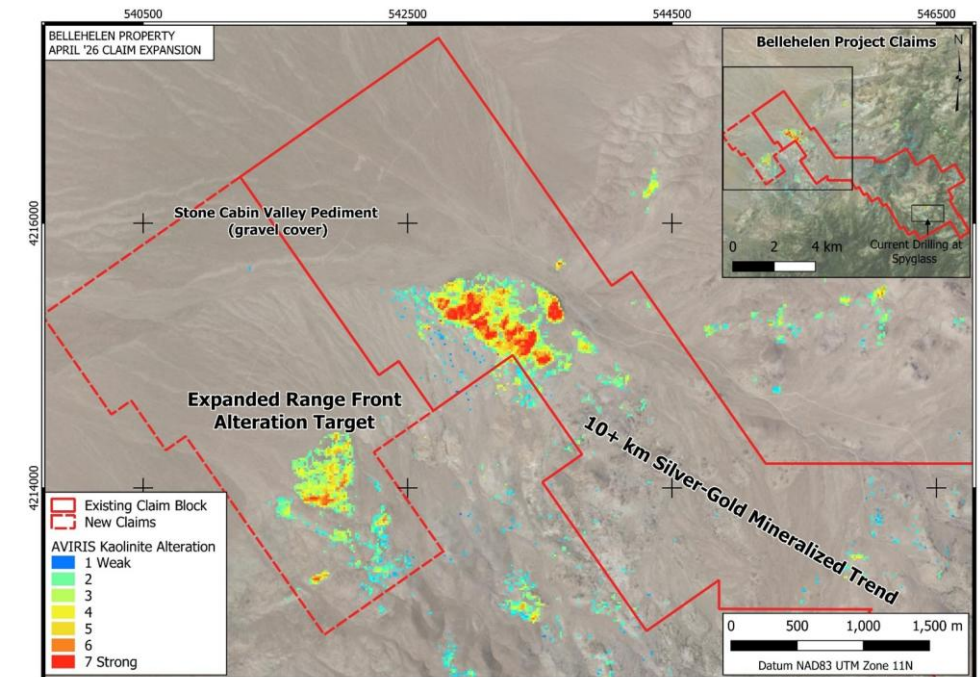 540500
542500
544500
546500
BELLEHELEN PROPERTY
APRIL '26 CLAIM EXPANSION
Bellehelen Project Claims
N
0 2 4 km
Current Drilling at
Spyglass
4216000
4214000
Stone Cabin Valley Pediment
(gravel cover)
Expanded Range Front
Alteration Target
10+ km Silver-Gold Mineralized Trend
Existing Claim Block
New Claims
AVIRIS Kaolinite Alteration
1 Weak
2
3
4
5
6
7 Strong
0 500 1,000 1,500 m
Datum NAD83 UTM Zone 11N